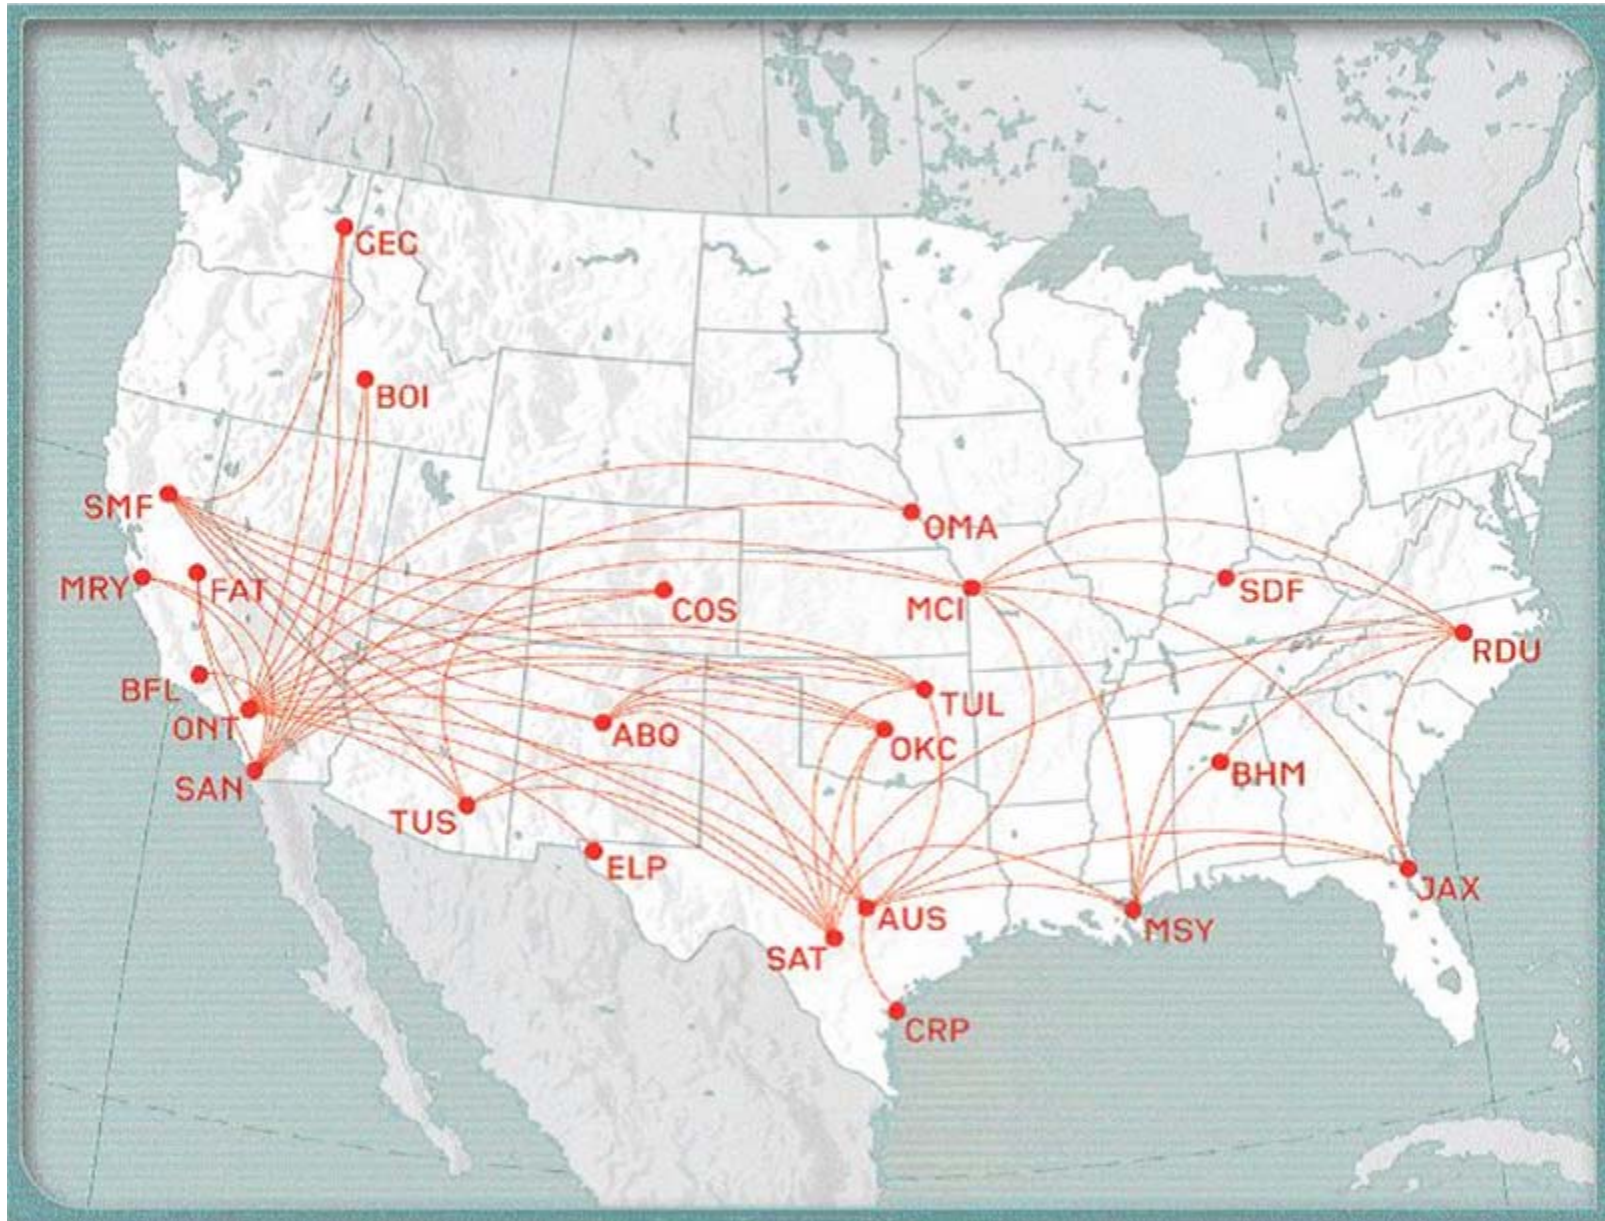 GEG
BOI
SMF
OMA
MRY
FAT
COS
MCI
SDF
RDU
BFL
TUL
ONT
ABQ
OKC
BHM
SAN
TUS
ELP
JAX
AUS
MSY
SAT
CRP